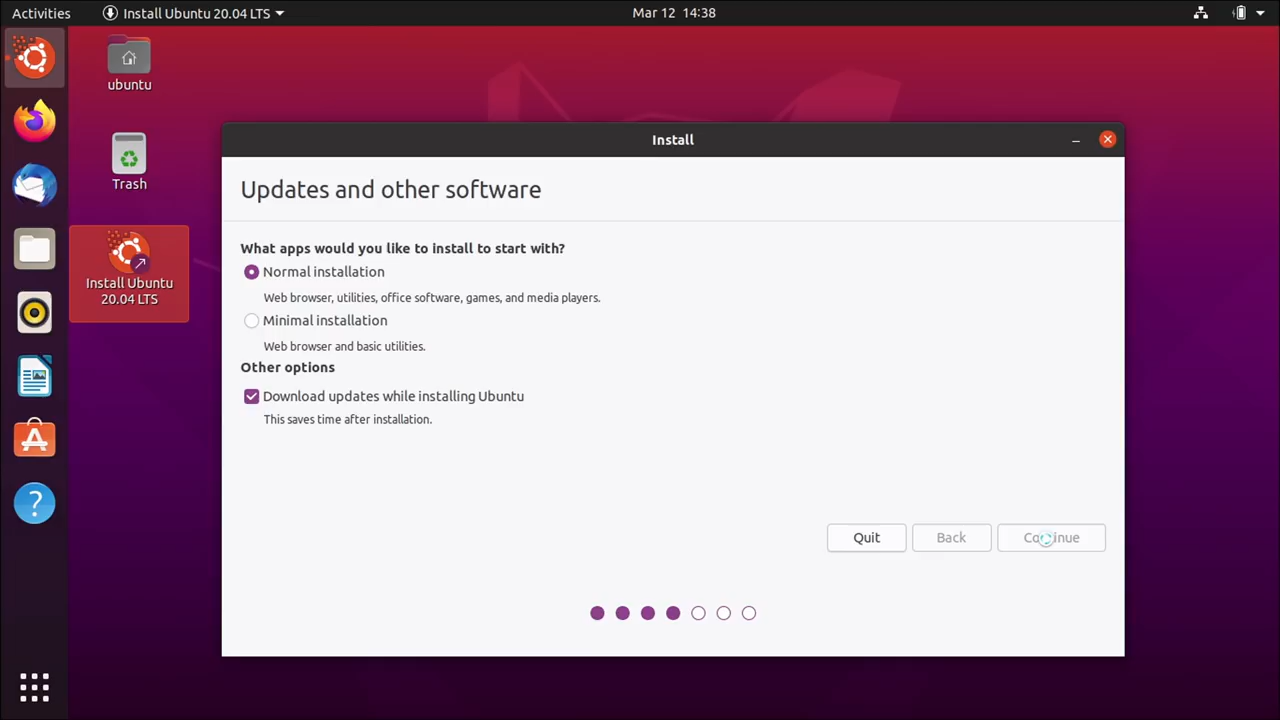 Activities
Install Ubuntu 20.04 LTS
Mar 12 14:38
ubuntu
Trash
Install Ubuntu
20.04 LTS
Install
Updates and other software
What apps would you like to install to start with?
Normal installation
Web browser, utilities, office software, games, and media players.
Minimal installation
Web browser and basic utilities.
Other options
Download updates while installing Ubuntu
This saves time after installation.
Quit
Back
Continue